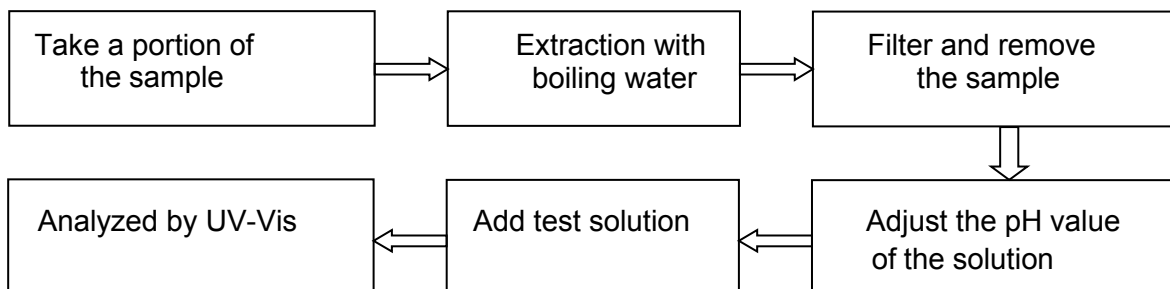 Take a portion of
the sample
Extraction with
boiling water
Filter and remove
the sample
Adjust the pH value
of the solution
Add test solution
Analyzed by UV-Vis